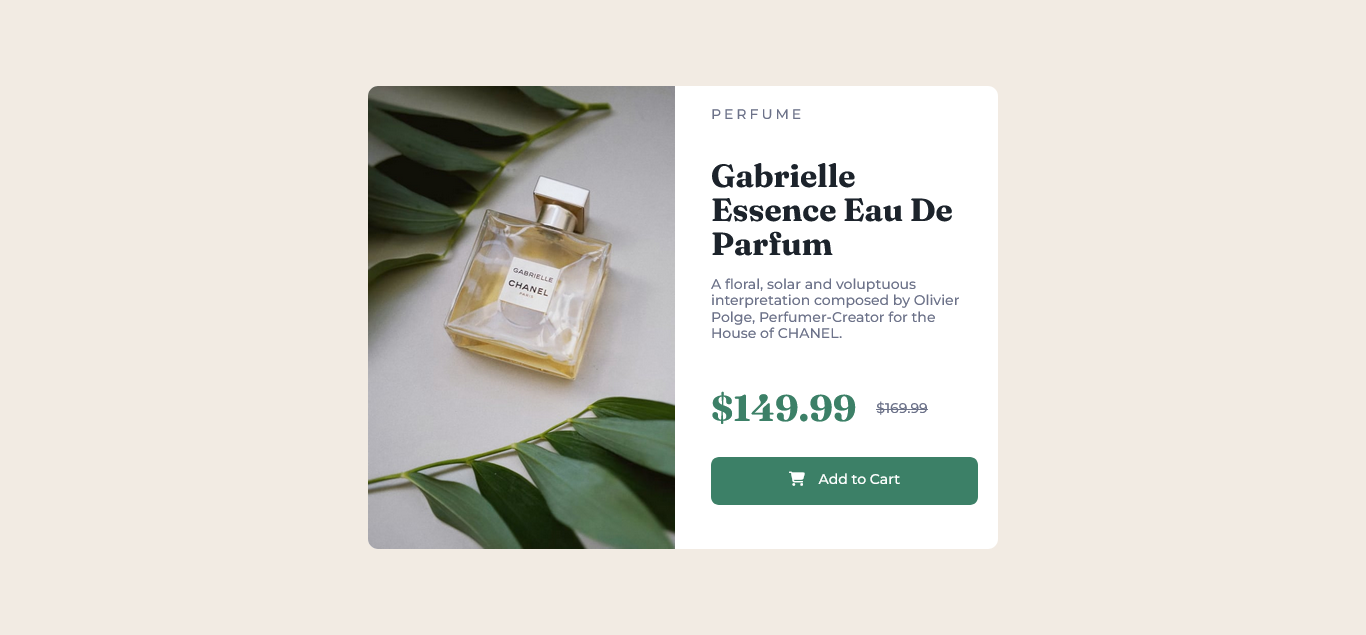 PERFUME
Gabrielle
Essence Eau De
Parfum
A floral, solar and voluptuous
interpretation composed by Olivier
Polge, Perfumer-Creator for the
House of CHANEL.
$149.99 $169.99
Add to Cart
GABRIELLE
CHANEL
PARIS